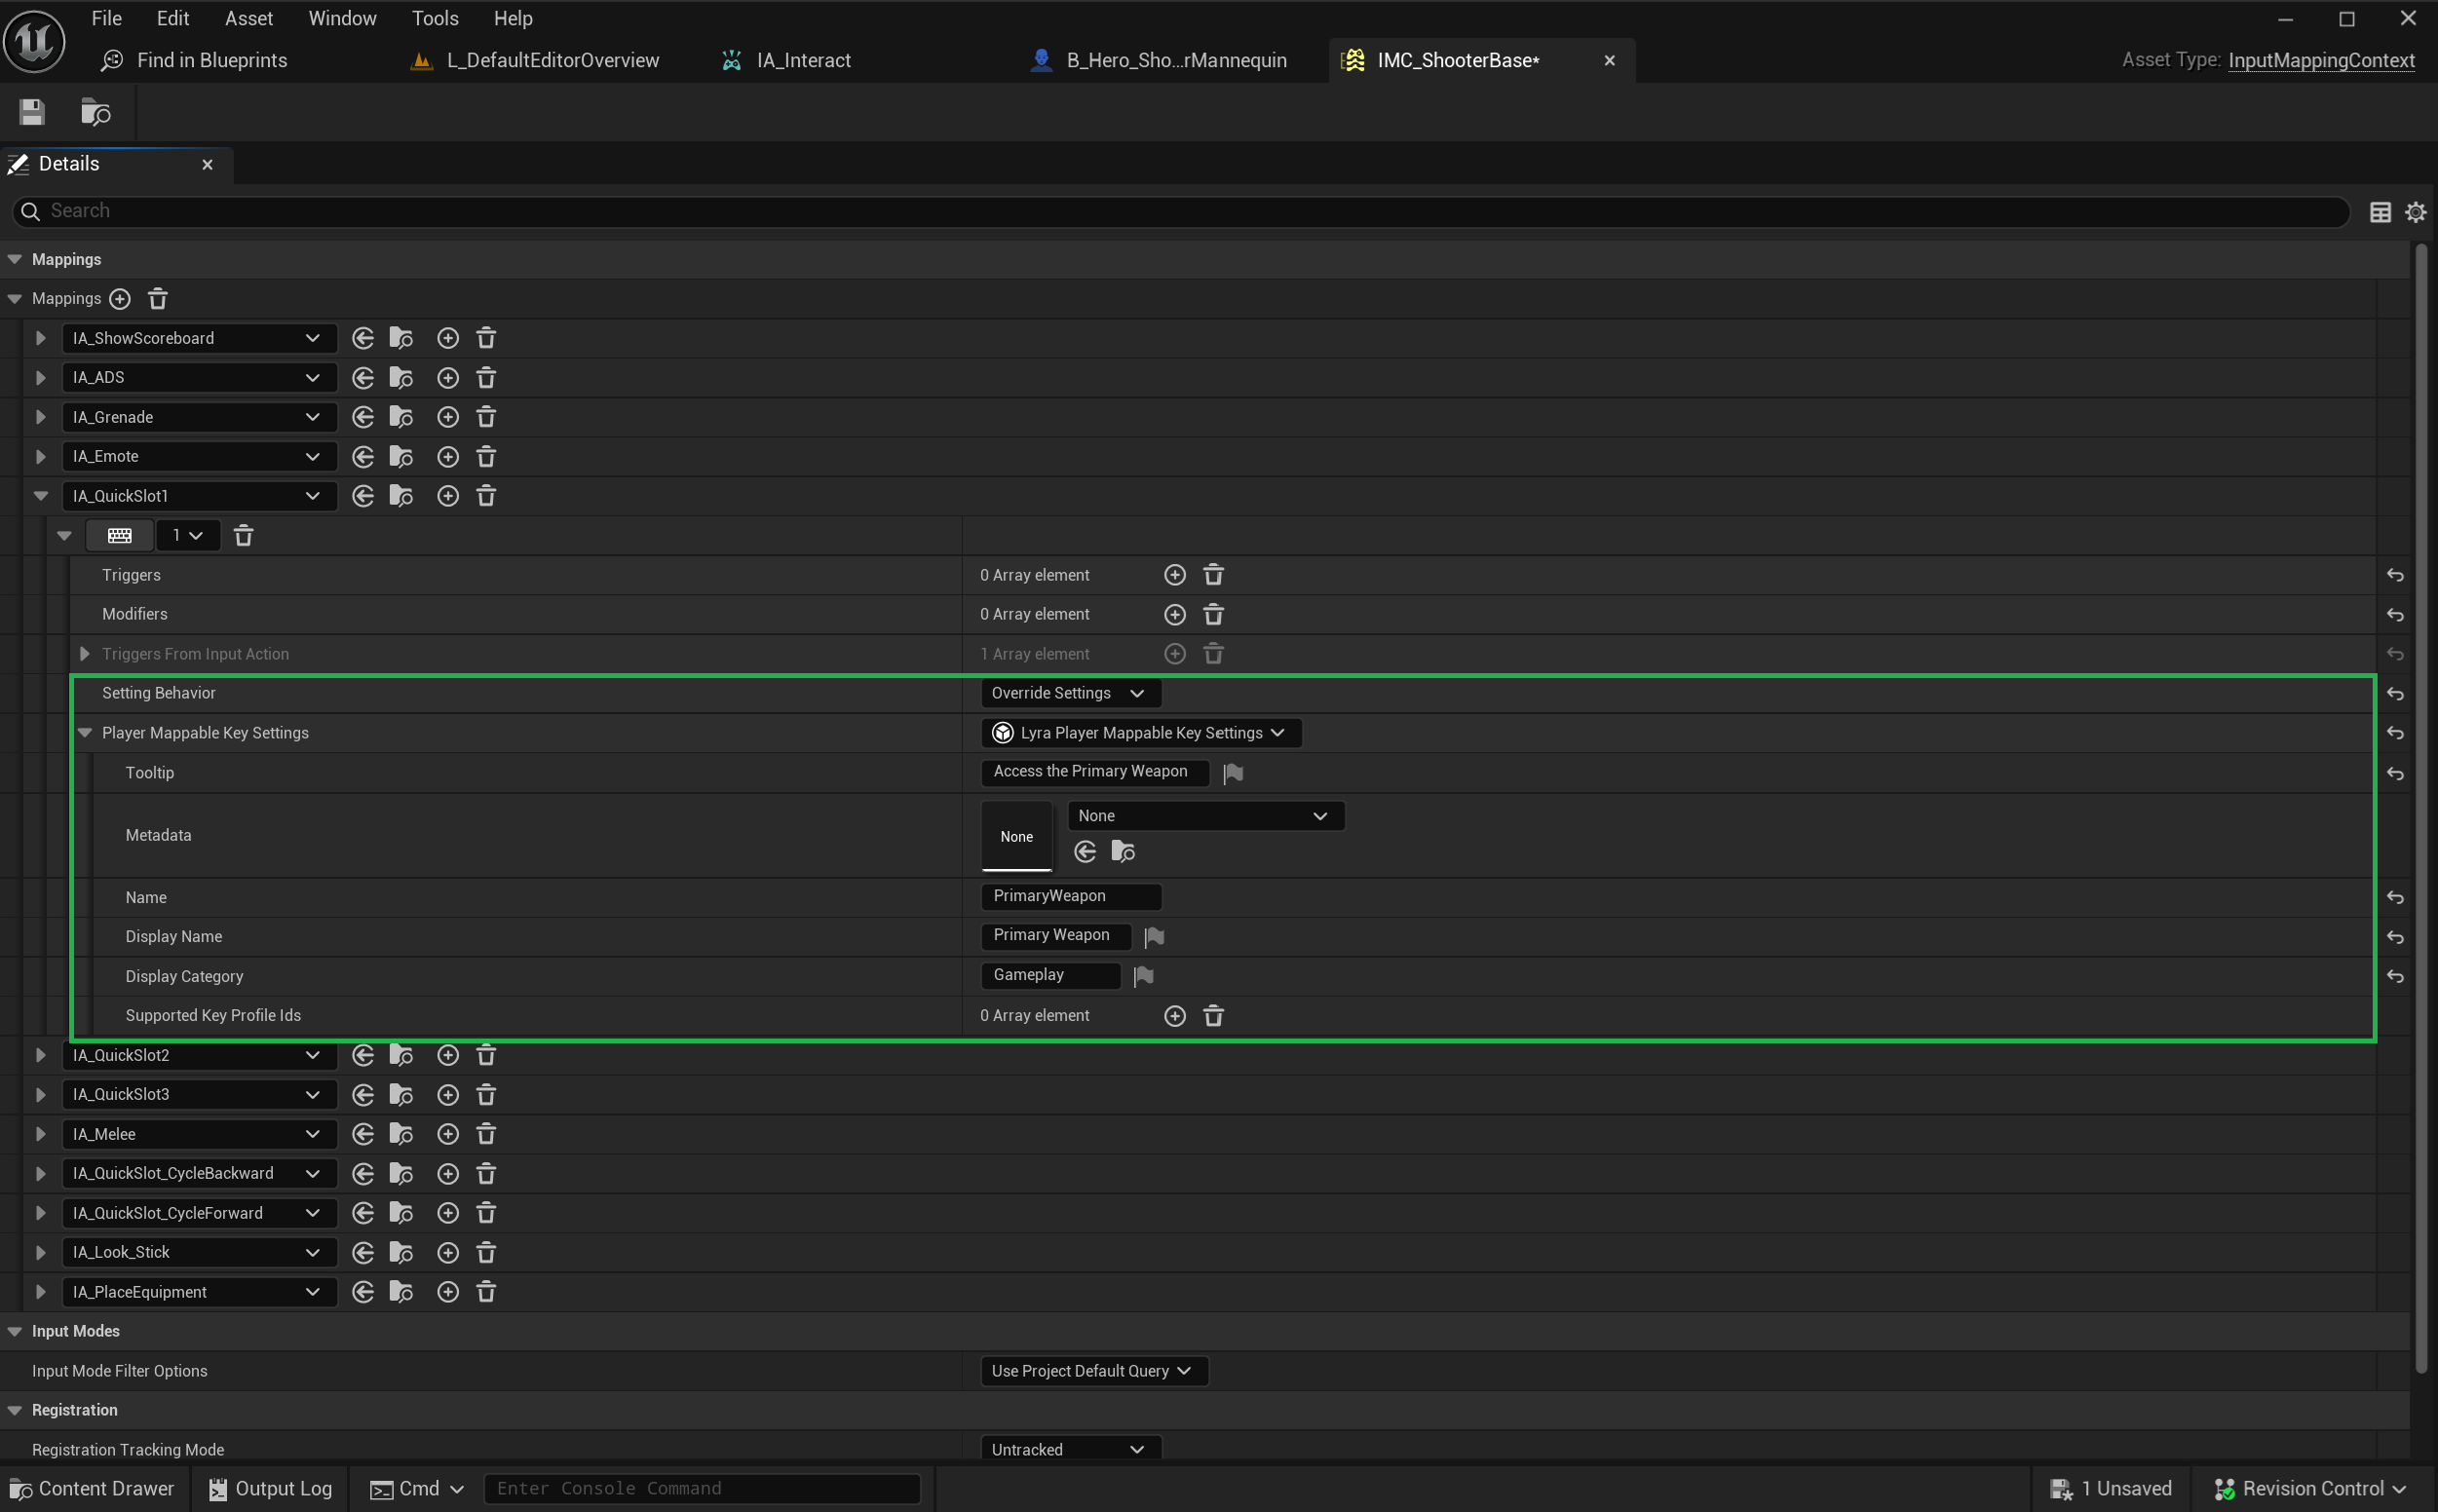 File Edit Asset Window Tools Help
Find in Blueprints L_DefaultEditorOverview IA_Interact B_Hero_Sho...rMannequin IMC_ShooterBase* Asset Type: InputMappingContext
Details
Search
Mappings
Mappings
IA_ShowScoreboard
IA_ADS
IA_Grenade
IA_Emote
IA_QuickSlot1
1
Triggers 0 Array element
Modifiers 0 Array element
Triggers From Input Action 1 Array element
Setting Behavior Override Settings
Player Mappable Key Settings Lyra Player Mappable Key Settings
Tooltip Access the Primary Weapon
Metadata None None
Name PrimaryWeapon
Display Name Primary Weapon
Display Category Gameplay
Supported Key Profile Ids 0 Array element
IA_QuickSlot2
IA_QuickSlot3
IA_Melee
IA_QuickSlot_CycleBackward
IA_QuickSlot_CycleForward
IA_Look_Stick
IA_PlaceEquipment
Input Modes
Input Mode Filter Options Use Project Default Query
Registration
Registration Tracking Mode Untracked
Content Drawer Output Log Cmd Enter Console Command 1 Unsaved Revision Control